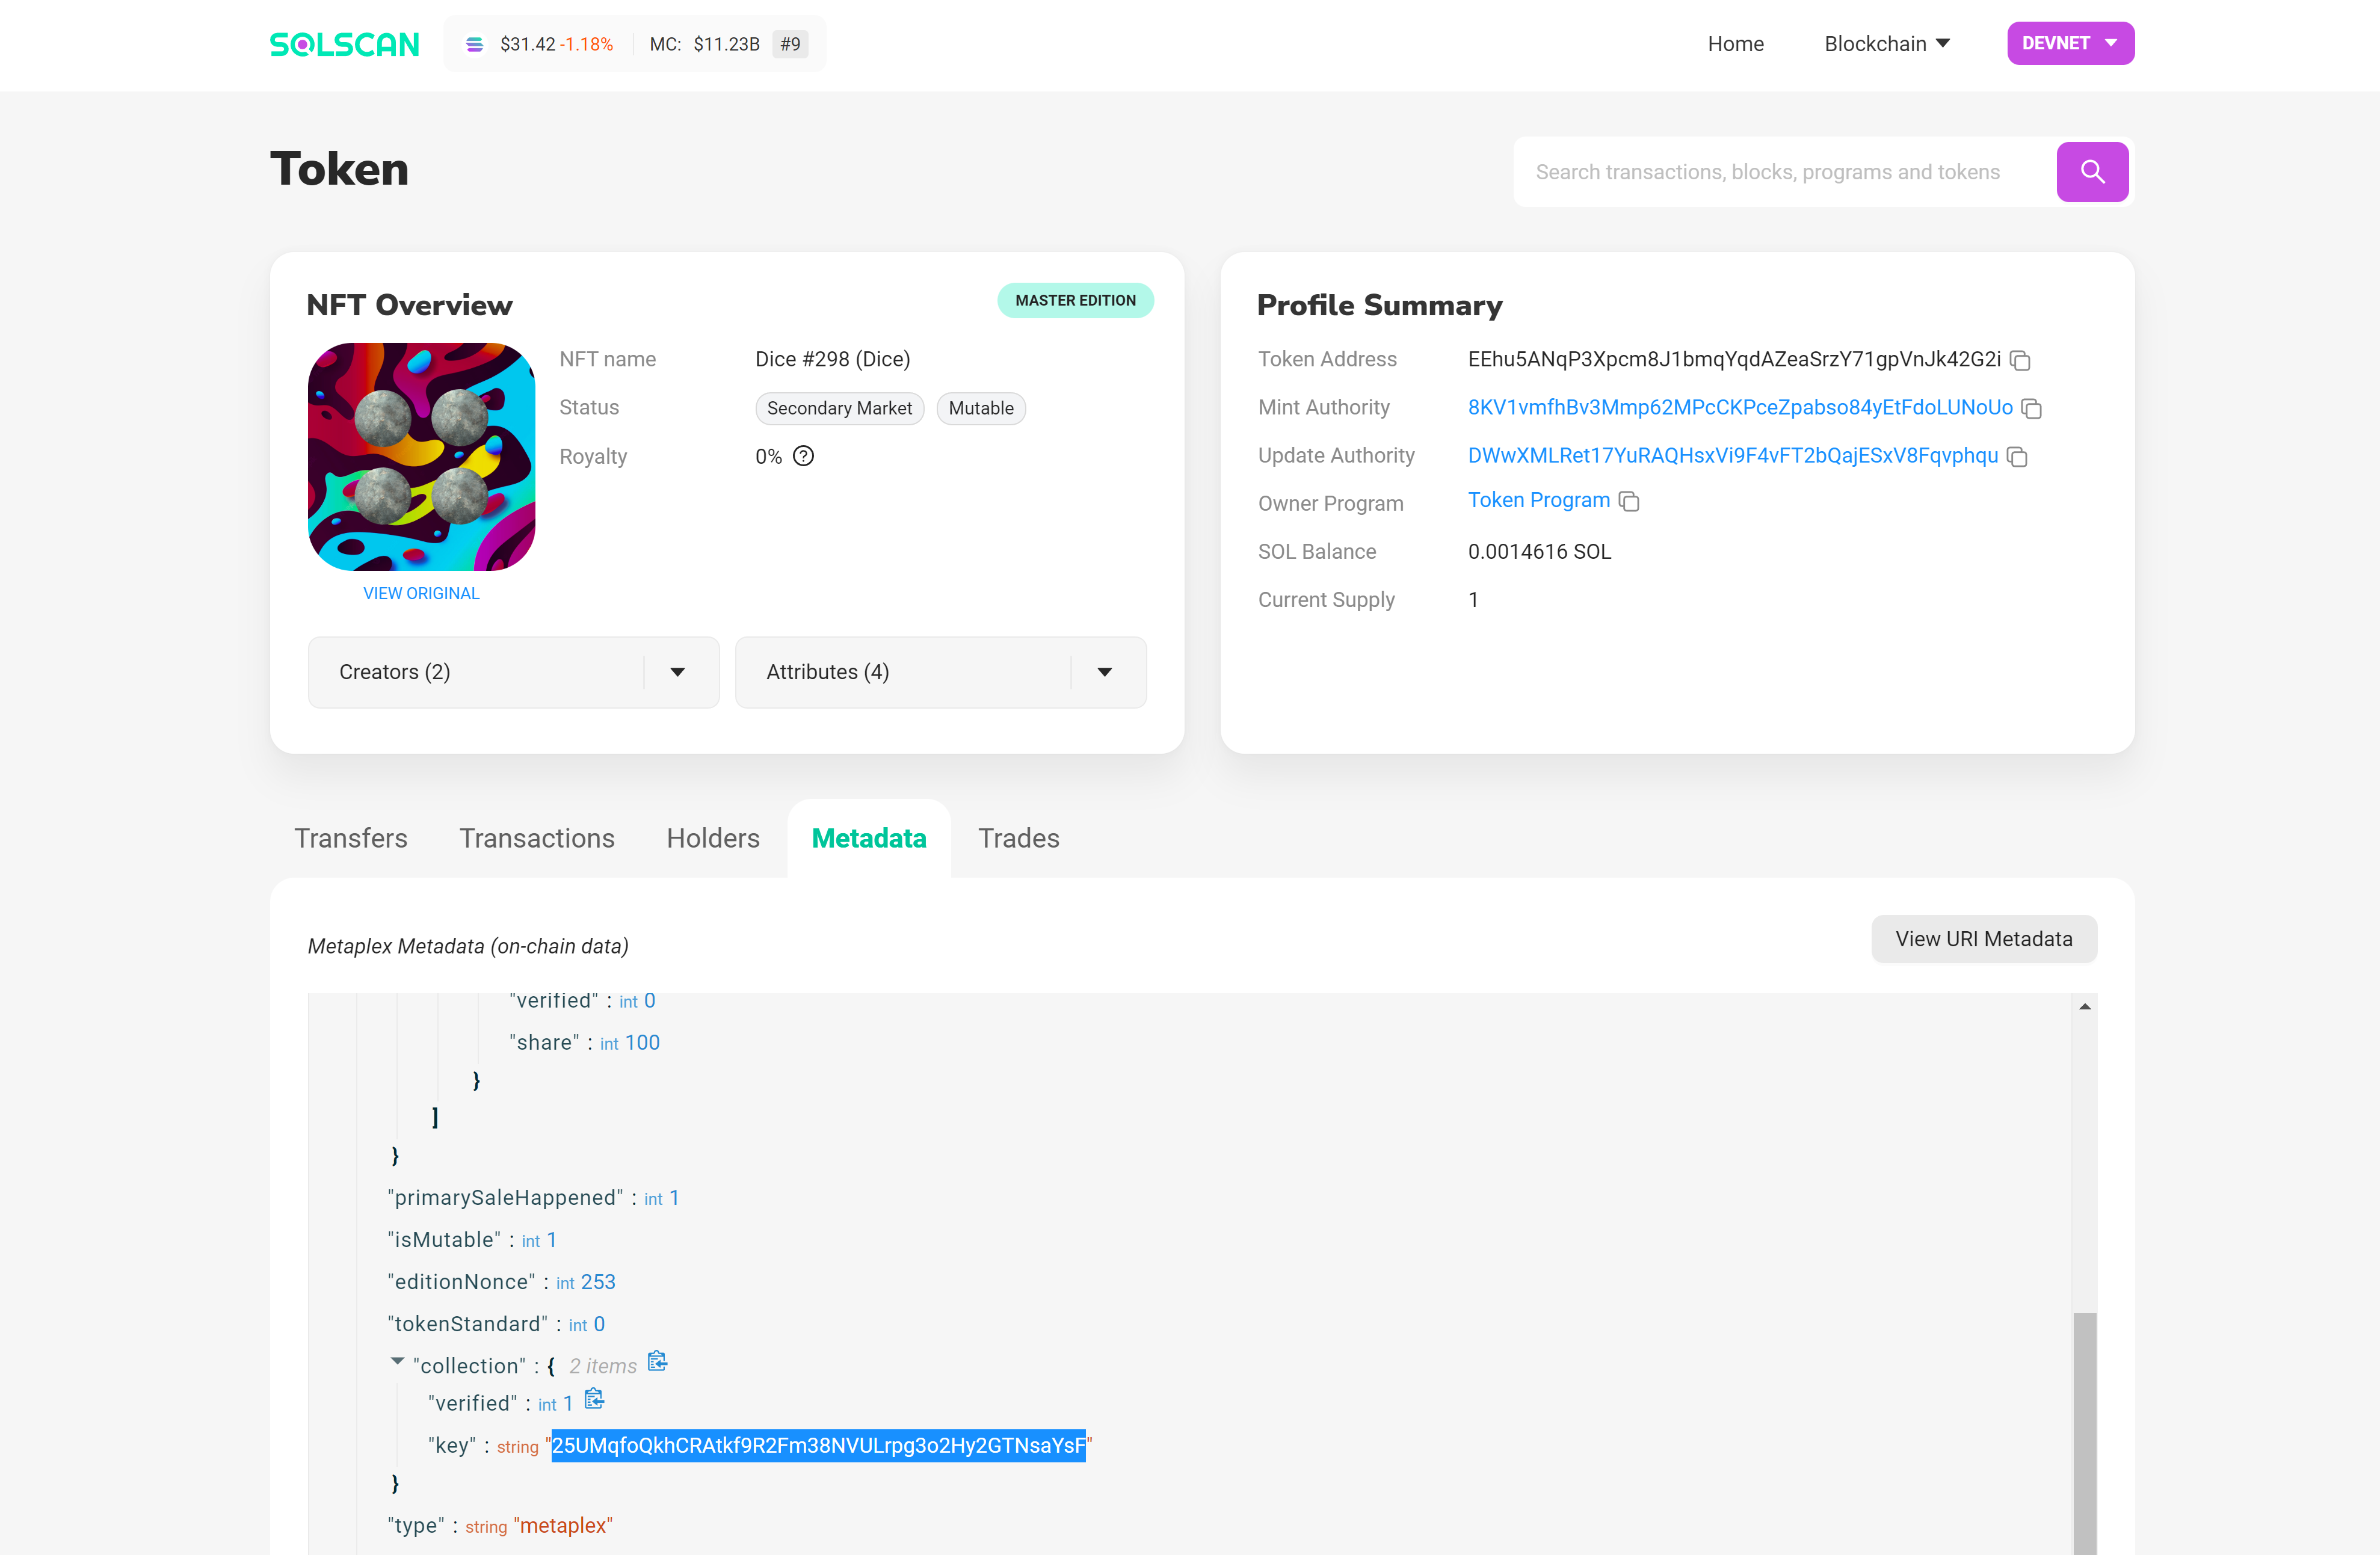 SOLSCAN
$31.42 -1.18% MC: $11.23B #9
Home
Blockchain
DEVNET
Token
Search transactions, blocks, programs and tokens
NFT Overview
MASTER EDITION
NFT name Dice #298 (Dice)
Status Secondary Market Mutable
Royalty 0%
VIEW ORIGINAL
Creators (2)
Attributes (4)
Profile Summary
Token Address EEhu5ANqP3Xpcm8J1bmqYqdAZeaSrzY71gpVnJk42G2i
Mint Authority 8KV1vmfhBv3Mmp62MPcCKPceZpabso84yEtFdoLUNoUo
Update Authority DWwXMLRet17YuRAQHsxVi9F4vFT2bQajESxV8Fqvphqu
Owner Program Token Program
SOL Balance 0.0014616 SOL
Current Supply 1
Transfers Transactions Holders Metadata Trades
Metaplex Metadata (on-chain data)
View URI Metadata
"verified" : int 0
"share" : int 100
}
]
}
"primarySaleHappened" : int 1
"isMutable" : int 1
"editionNonce" : int 253
"tokenStandard" : int 0
"collection" : { 2 items
"verified" : int 1
"key" : string "25UMqfoQkhCRAtkf9R2Fm38NVULrpg3o2Hy2GTNsaYsF"
}
"type" : string "metaplex"